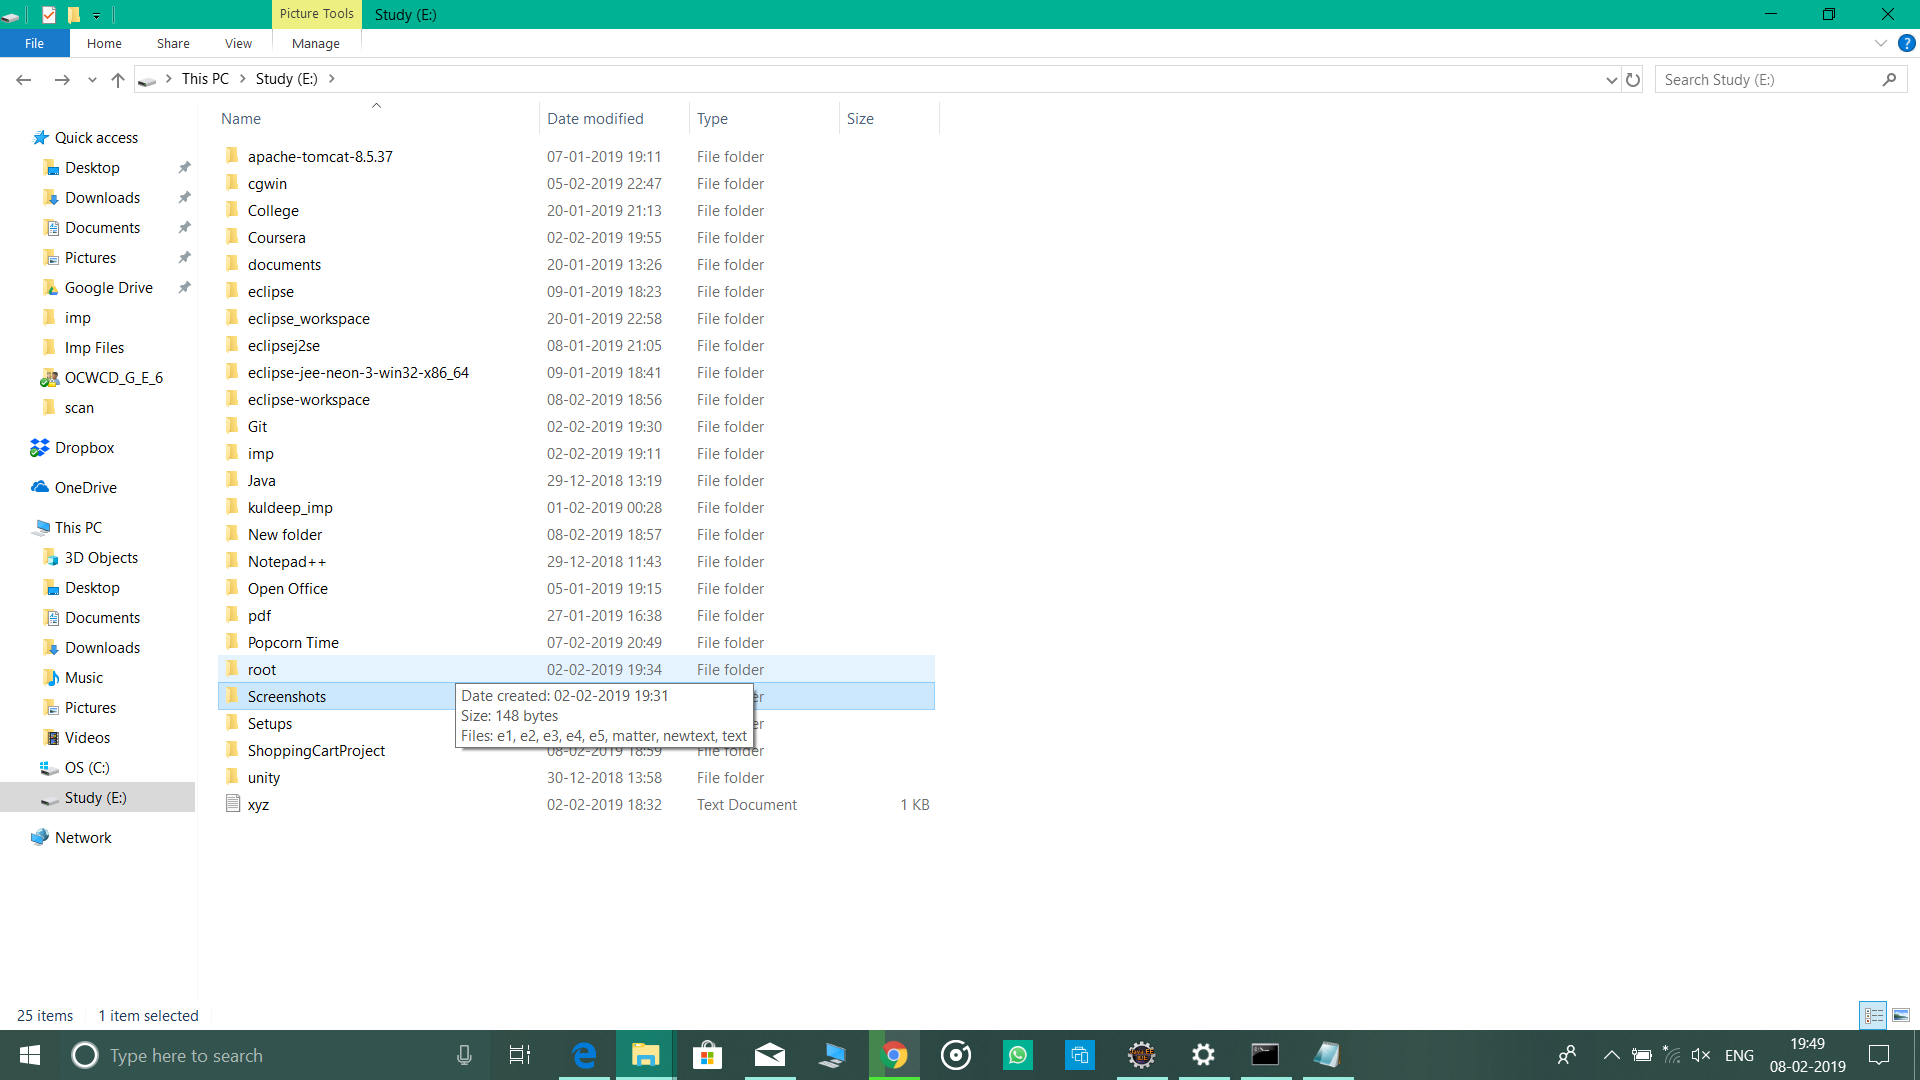 Picture Tools
Study (E:)
File
Home
Share
View
Manage
This PC
Study (E:)
Search Study (E:)
Name
Date modified
Type
Size
Quick access
Desktop
Downloads
Documents
Pictures
Google Drive
imp
Imp Files
OCWCD_G_E_6
scan
Dropbox
OneDrive
This PC
3D Objects
Desktop
Documents
Downloads
Music
Pictures
Videos
OS (C:)
Study (E:)
Network
apache-tomcat-8.5.37 07-01-2019 19:11 File folder
cgwin 05-02-2019 22:47 File folder
College 20-01-2019 21:13 File folder
Coursera 02-02-2019 19:55 File folder
documents 20-01-2019 13:26 File folder
eclipse 09-01-2019 18:23 File folder
eclipse_workspace 20-01-2019 22:58 File folder
eclipsej2se 08-01-2019 21:05 File folder
eclipse-jee-neon-3-win32-x86_64 09-01-2019 18:41 File folder
eclipse-workspace 08-02-2019 18:56 File folder
Git 02-02-2019 19:30 File folder
imp 02-02-2019 19:11 File folder
Java 29-12-2018 13:19 File folder
kuldeep_imp 01-02-2019 00:28 File folder
New folder 08-02-2019 18:57 File folder
Notepad++ 29-12-2018 11:43 File folder
Open Office 05-01-2019 19:15 File folder
pdf 27-01-2019 16:38 File folder
Popcorn Time 07-02-2019 20:49 File folder
root 02-02-2019 19:34 File folder
Screenshots
Setups
ShoppingCartProject 08-02-2019 18:59 File folder
unity 30-12-2018 13:58 File folder
xyz 02-02-2019 18:32 Text Document 1 KB
Date created: 02-02-2019 19:31
Size: 148 bytes
Files: e1, e2, e3, e4, e5, matter, newtext, text
25 items
1 item selected
Type here to search
ENG
19:49
08-02-2019